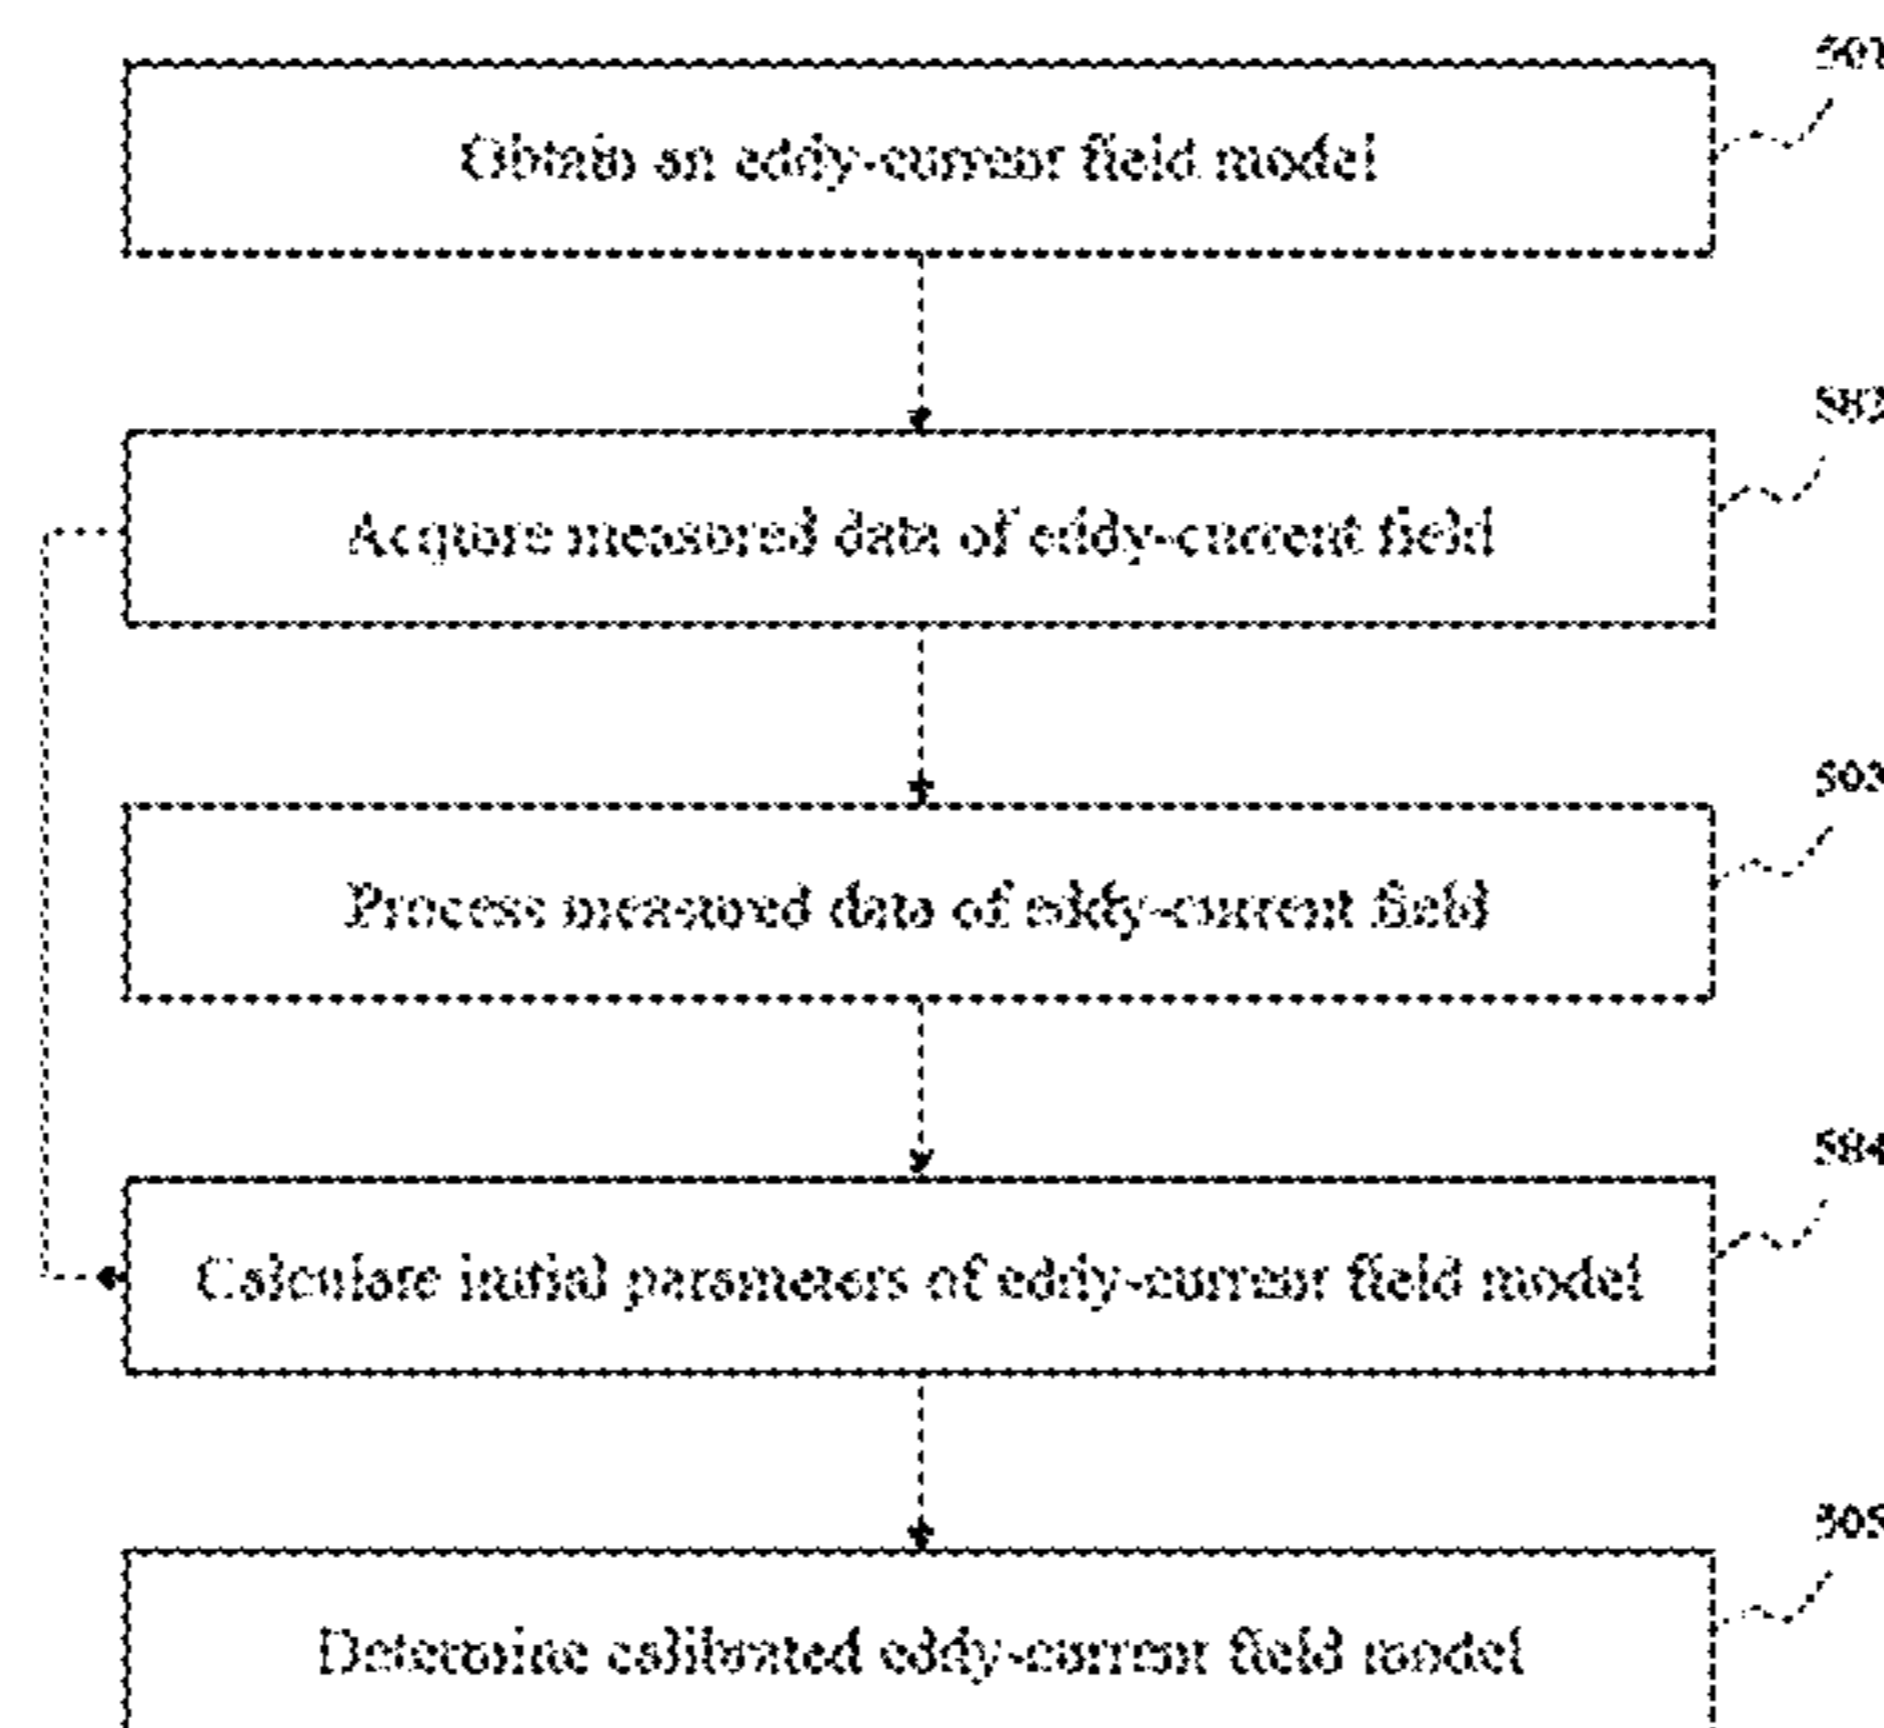 501
Obtain an eddy-current field model
502
Acquire measured data of eddy-current field
503
Process measured data of eddy-current field
504
Calculate initial parameters of eddy-current field model
505
Determine calibrated eddy-current field model